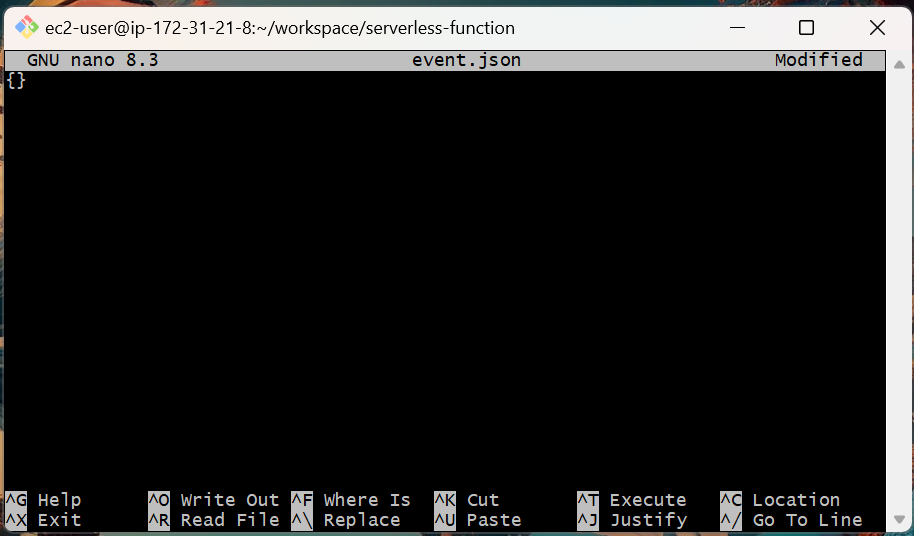 ec2-user@ip-172-31-21-8:~/workspace/serverless-function
GNU nano 8.3 event.json Modified
{}
^G Help ^O Write Out ^F Where Is ^K Cut ^T Execute ^C Location
^X Exit ^R Read File ^\ Replace ^U Paste ^J Justify ^/ Go To Line